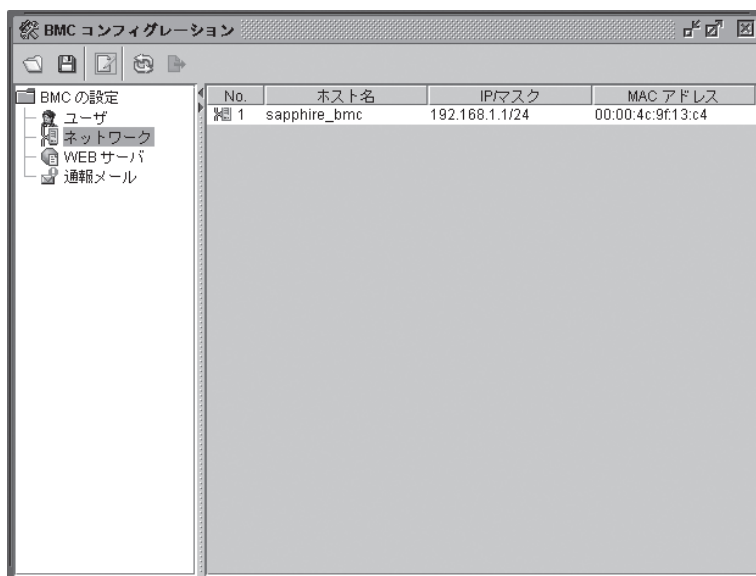 BMC コンフィグレーション
BMC の設定
ユーザ
ネットワーク
WEB サーバ
通報メール
No. ホスト名 IP/マスク MAC アドレス
1 sapphire_bmc 192.168.1.1/24 00:00:4c:9f:13:c4